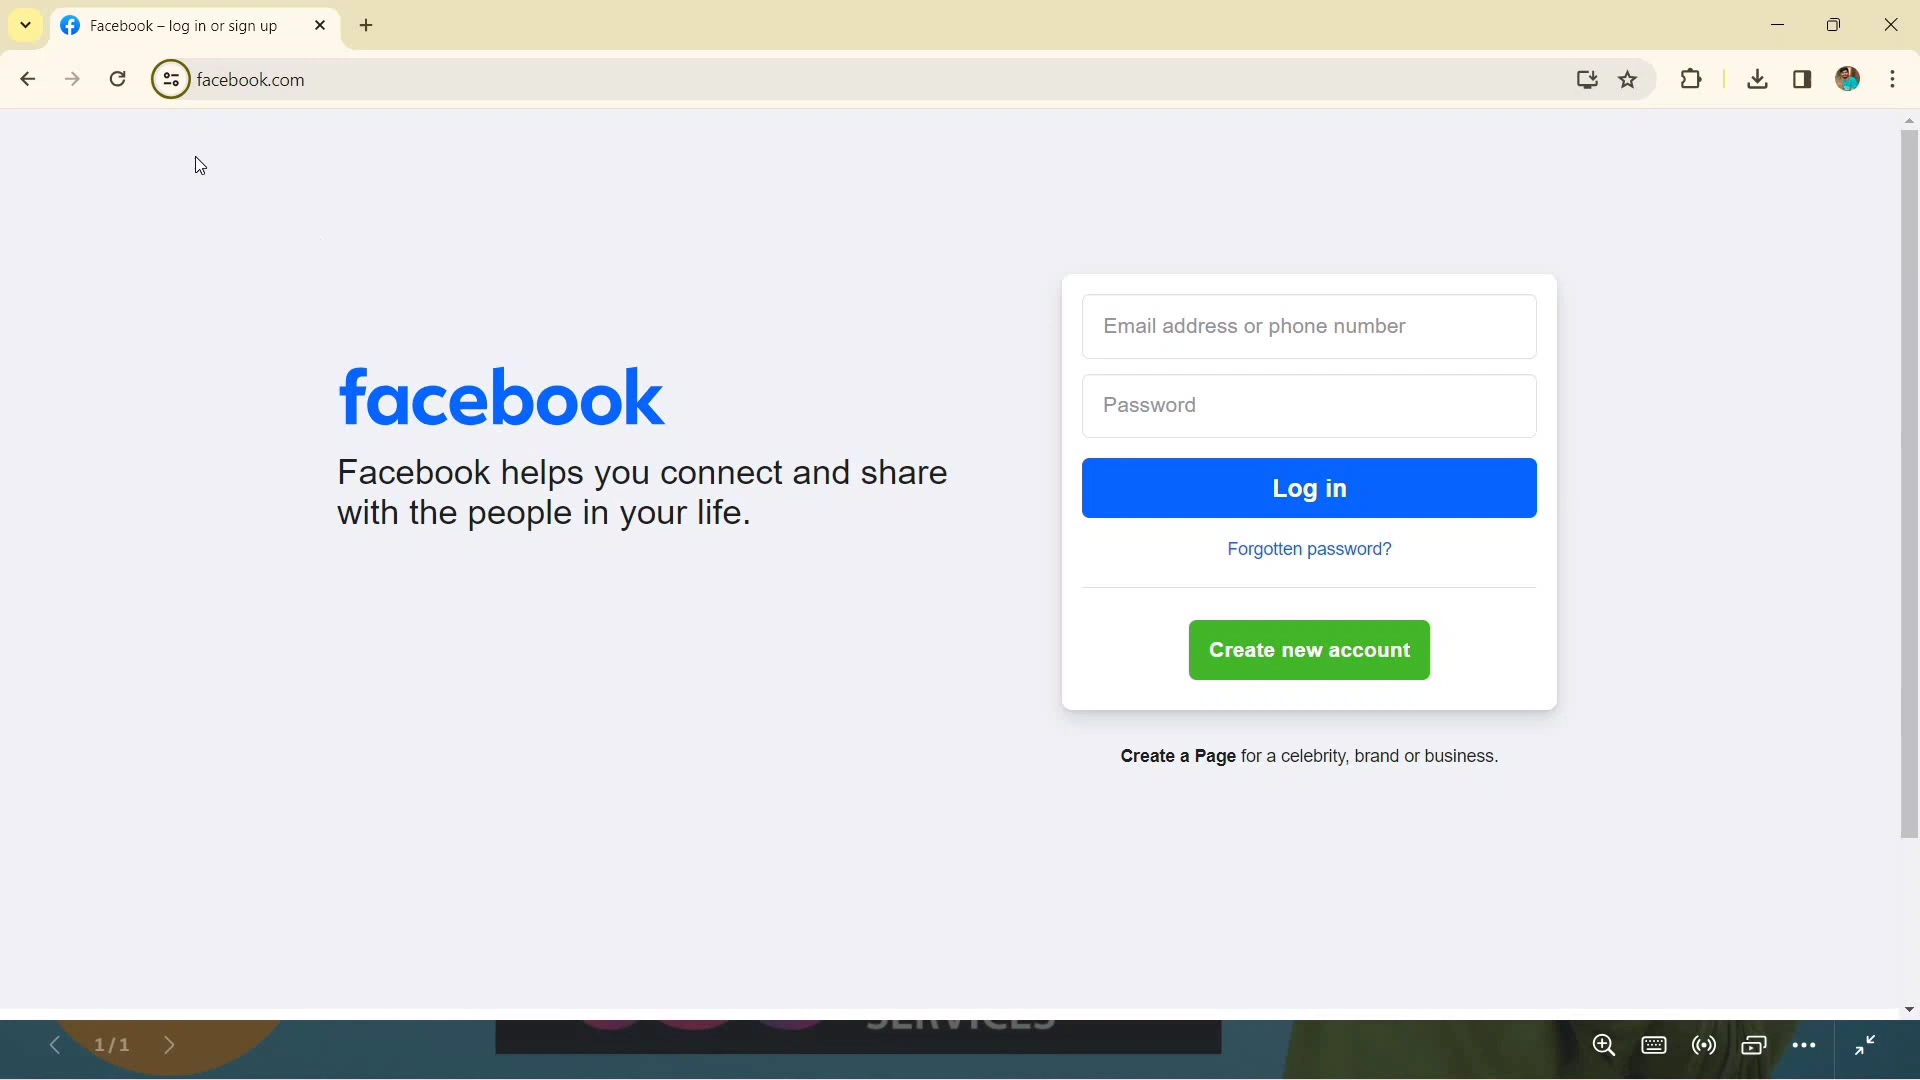 Facebook – log in or sign up
facebook.com
facebook
Facebook helps you connect and share
with the people in your life.
Email address or phone number
Password
Log in
Forgotten password?
Create new account
Create a Page for a celebrity, brand or business.
SERVICES
1/1